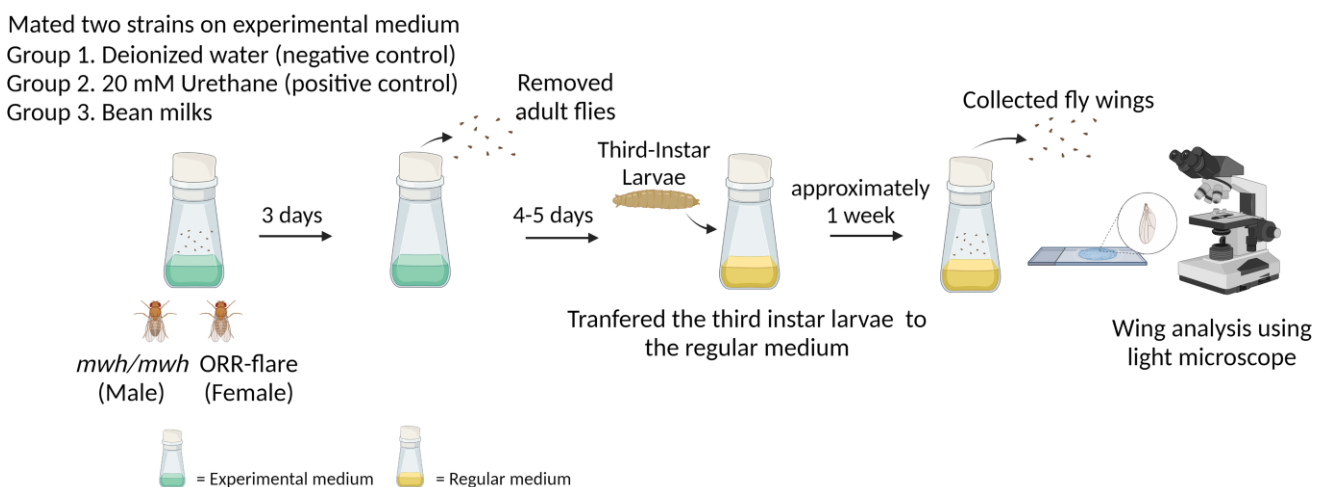 Mated two strains on experimental medium
Group 1. Deionized water (negative control)
Group 2. 20 mM Urethane (positive control)
Group 3. Bean milks
3 days
mwh/mwh
(Male)
ORR-flare
(Female)
Removed
adult flies
4-5 days
Third-Instar
Larvae
Tranfered the third instar larvae to
the regular medium
approximately
1 week
Collected fly wings
Wing analysis using
light microscope
= Experimental medium
= Regular medium